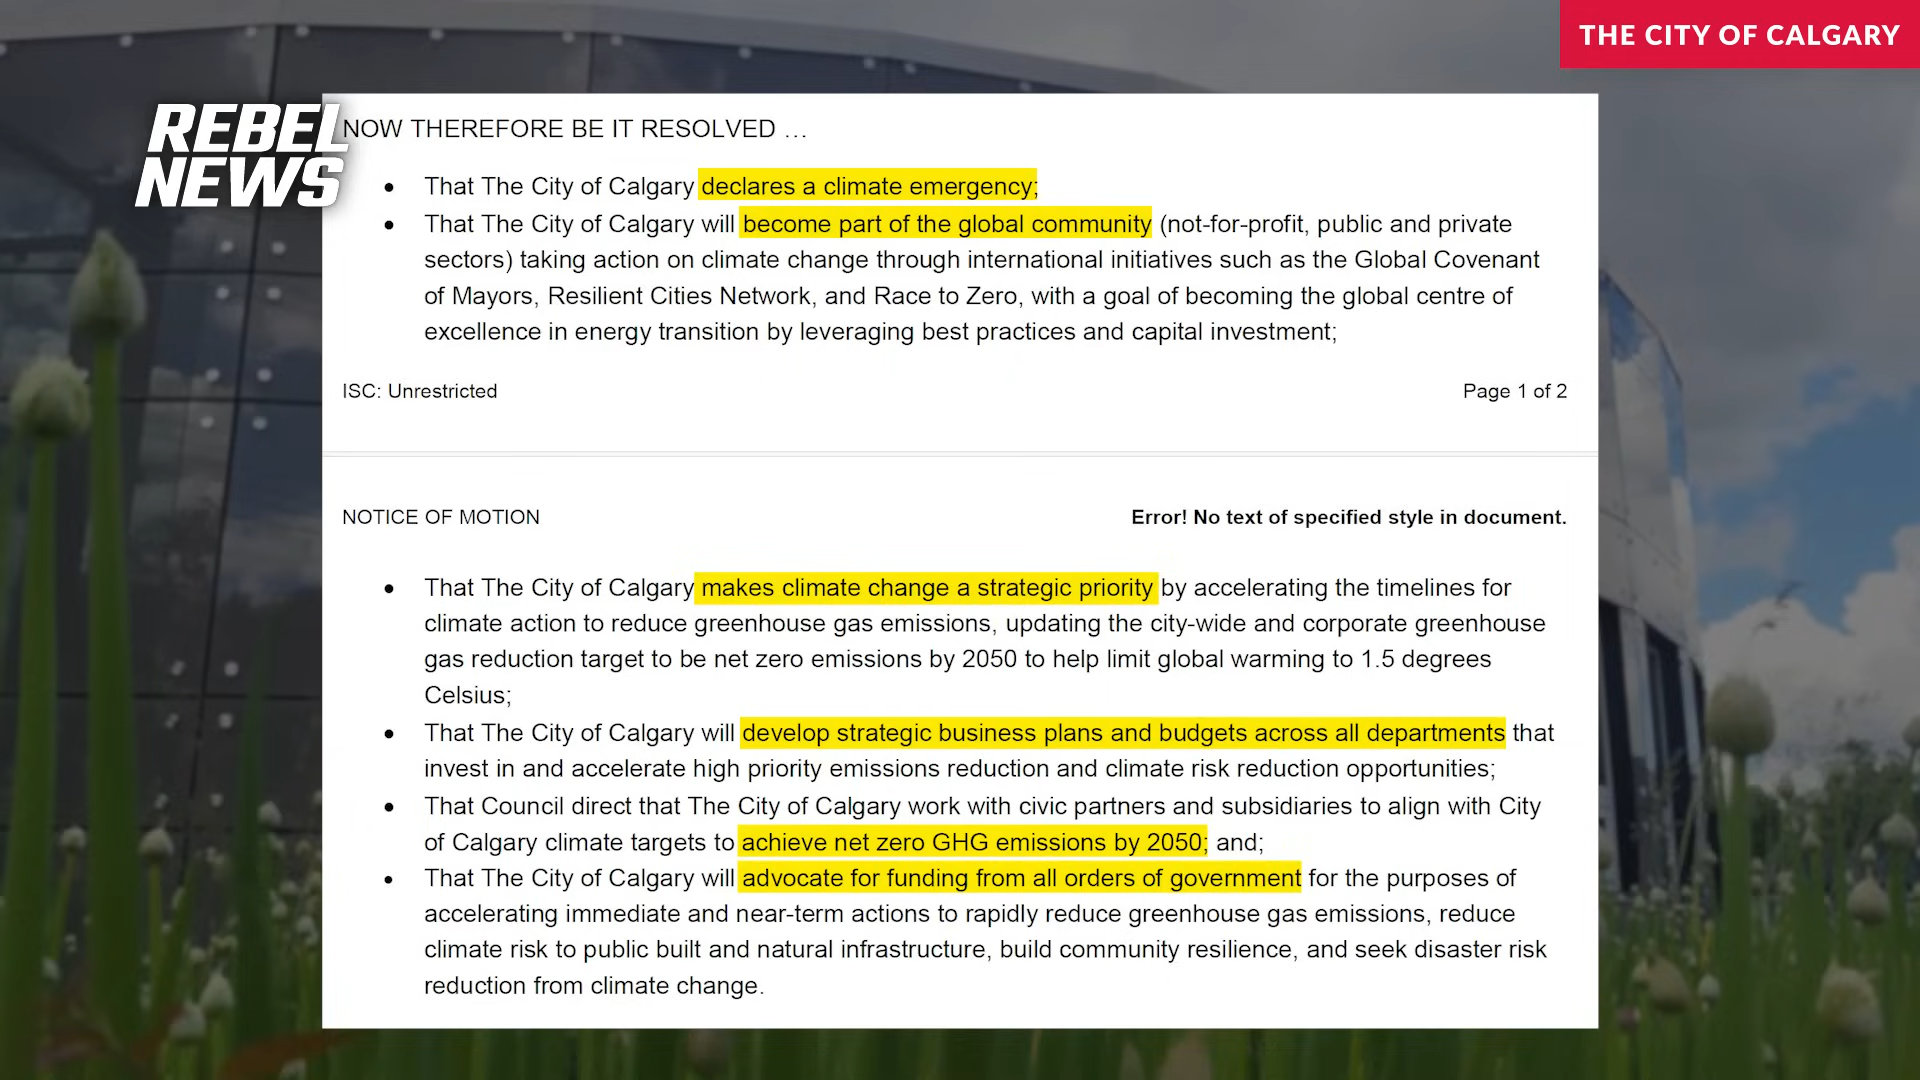 THE CITY OF CALGARY
REBEL
NEWS
NOW THEREFORE BE IT RESOLVED …
• That The City of Calgary declares a climate emergency;
• That The City of Calgary will become part of the global community (not-for-profit, public and private
sectors) taking action on climate change through international initiatives such as the Global Covenant
of Mayors, Resilient Cities Network, and Race to Zero, with a goal of becoming the global centre of
excellence in energy transition by leveraging best practices and capital investment;
ISC: Unrestricted Page 1 of 2
NOTICE OF MOTION Error! No text of specified style in document.
• That The City of Calgary makes climate change a strategic priority by accelerating the timelines for
climate action to reduce greenhouse gas emissions, updating the city-wide and corporate greenhouse
gas reduction target to be net zero emissions by 2050 to help limit global warming to 1.5 degrees
Celsius;
• That The City of Calgary will develop strategic business plans and budgets across all departments that
invest in and accelerate high priority emissions reduction and climate risk reduction opportunities;
• That Council direct that The City of Calgary work with civic partners and subsidiaries to align with City
of Calgary climate targets to achieve net zero GHG emissions by 2050; and;
• That The City of Calgary will advocate for funding from all orders of government for the purposes of
accelerating immediate and near-term actions to rapidly reduce greenhouse gas emissions, reduce
climate risk to public built and natural infrastructure, build community resilience, and seek disaster risk
reduction from climate change.